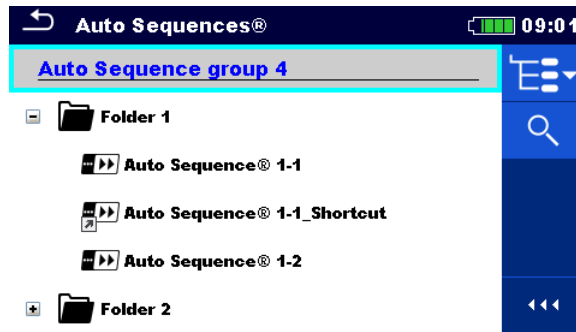 Auto Sequences®
09:01
Auto Sequence group 4
Folder 1
Auto Sequence® 1-1
Auto Sequence® 1-1_Shortcut
Auto Sequence® 1-2
Folder 2